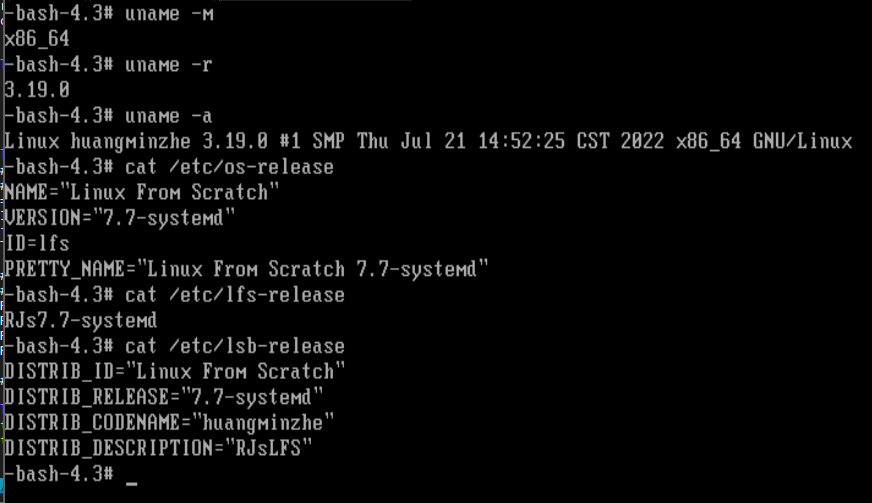 -bash-4.3# uname -m
x86_64
-bash-4.3# uname -r
3.19.0
-bash-4.3# uname -a
Linux huangminzhe 3.19.0 #1 SMP Thu Jul 21 14:52:25 CST 2022 x86_64 GNU/Linux
-bash-4.3# cat /etc/os-release
NAME="Linux From Scratch"
VERSION="7.7-systemd"
ID=lfs
PRETTY_NAME="Linux From Scratch 7.7-systemd"
-bash-4.3# cat /etc/lfs-release
RJs7.7-systemd
-bash-4.3# cat /etc/lsb-release
DISTRIB_ID="Linux From Scratch"
DISTRIB_RELEASE="7.7-systemd"
DISTRIB_CODENAME="huangminzhe"
DISTRIB_DESCRIPTION="RJsLFS"
-bash-4.3# _